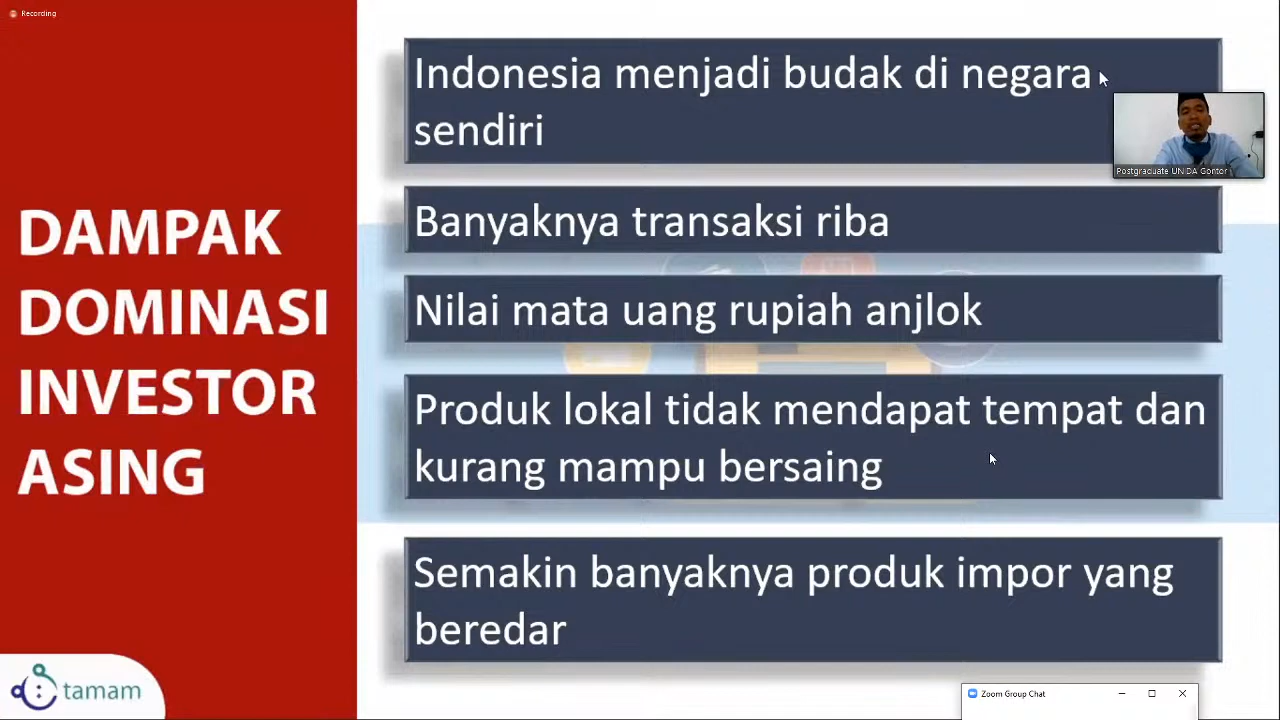 Recording
DAMPAK
DOMINASI
INVESTOR
ASING
Indonesia menjadi budak di negara
sendiri
Banyaknya transaksi riba
Nilai mata uang rupiah anjlok
Produk lokal tidak mendapat tempat dan
kurang mampu bersaing
Semakin banyaknya produk impor yang
beredar
Postgraduate UNIDA Gontor
tamam
Zoom Group Chat